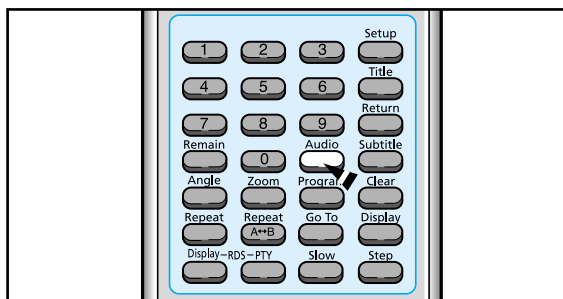 Setup
1 2 3
Title
4 5 6
Return
7 8 9
Remain Audio Subtitle
0
Angle Zoom Program Clear
Repeat Repeat Go To Display
A↔B
Display-RDS-PTY Slow Step